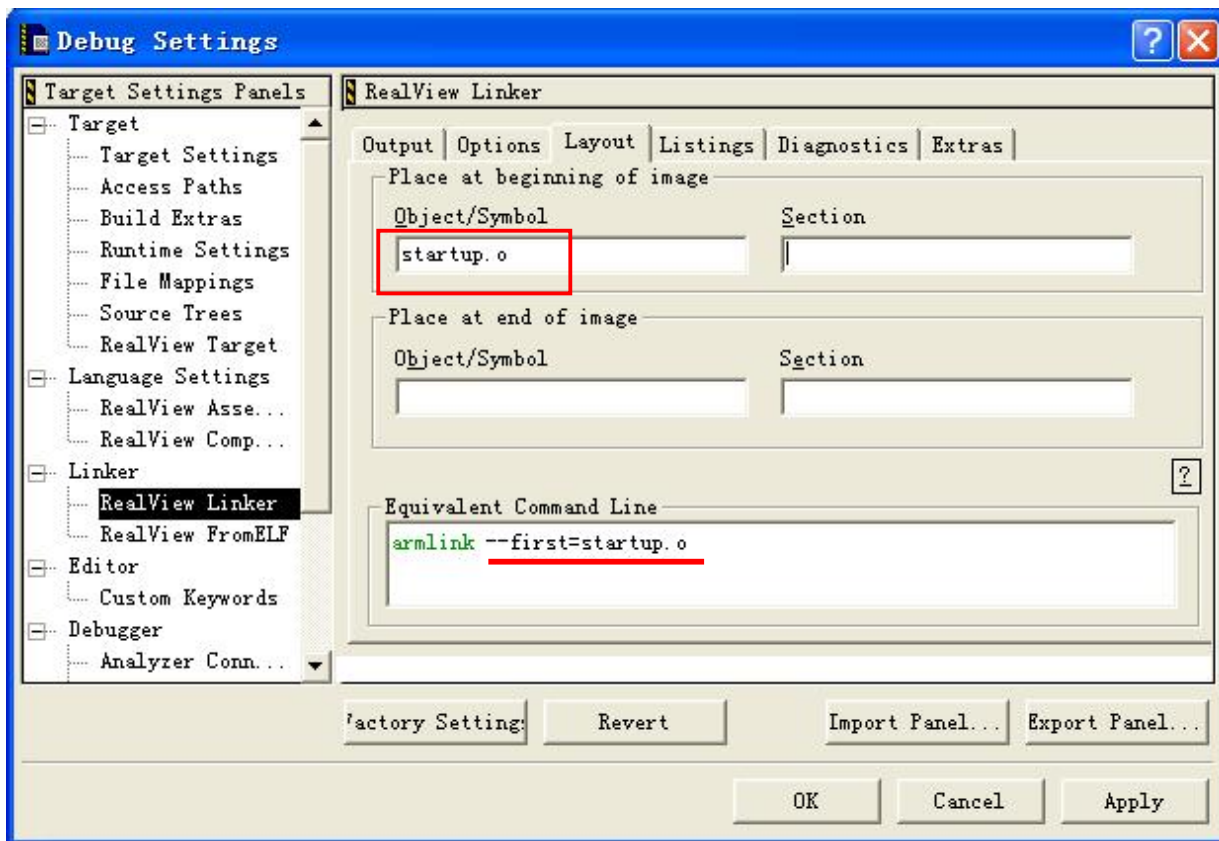 Debug Settings
?
Target Settings Panels
Target
Target Settings
Access Paths
Build Extras
Runtime Settings
File Mappings
Source Trees
RealView Target
Language Settings
RealView Asse...
RealView Comp...
Linker
RealView Linker
RealView FromELF
Editor
Custom Keywords
Debugger
Analyzer Conn...
RealView Linker
Output Options Layout Listings Diagnostics Extras
Place at beginning of image
Object/Symbol Section
startup.o
Place at end of image
Object/Symbol Section
?
Equivalent Command Line
armlink --first=startup.o
Factory Settings Revert Import Panel... Export Panel...
OK Cancel Apply